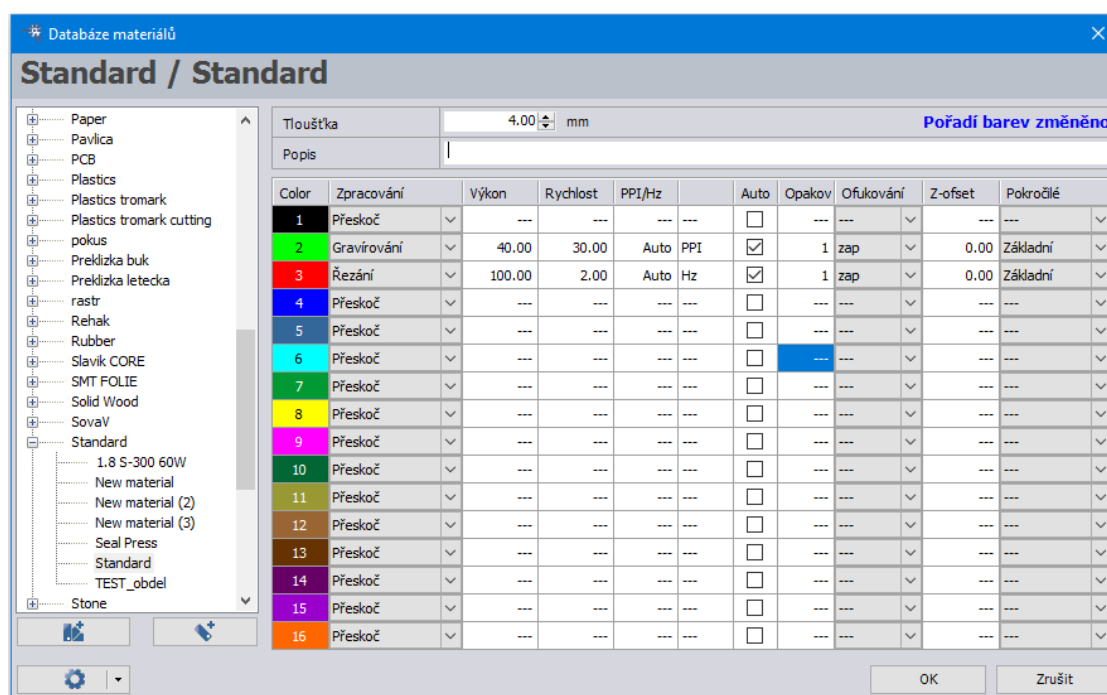 Databáze materiálů
Standard / Standard
Paper
Pavlica
PCB
Plastics
Plastics tromark
Plastics tromark cutting
pokus
Preklizka buk
Preklizka letecka
rastr
Rehak
Rubber
Slavik CORE
SMT FOLIE
Solid Wood
SovaV
Standard
1.8 S-300 60W
New material
New material (2)
New material (3)
Seal Press
Standard
TEST_obdel
Stone
Tloušťka 4.00 mm Pořadí barev změněno
Popis
Color Zpracování Výkon Rychlost PPI/Hz Auto Opakov Ofukování Z-ofset Pokročilé
1 Přeskoč --- --- --- --- --- --- --- ---
2 Gravírování 40.00 30.00 Auto PPI 1 zap 0.00 Základní
3 Řezání 100.00 2.00 Auto Hz 1 zap 0.00 Základní
4 Přeskoč --- --- --- --- --- --- --- ---
5 Přeskoč --- --- --- --- --- --- --- ---
6 Přeskoč --- --- --- --- --- --- --- ---
7 Přeskoč --- --- --- --- --- --- --- ---
8 Přeskoč --- --- --- --- --- --- --- ---
9 Přeskoč --- --- --- --- --- --- --- ---
10 Přeskoč --- --- --- --- --- --- --- ---
11 Přeskoč --- --- --- --- --- --- --- ---
12 Přeskoč --- --- --- --- --- --- --- ---
13 Přeskoč --- --- --- --- --- --- --- ---
14 Přeskoč --- --- --- --- --- --- --- ---
15 Přeskoč --- --- --- --- --- --- --- ---
16 Přeskoč --- --- --- --- --- --- --- ---
OK Zrušit